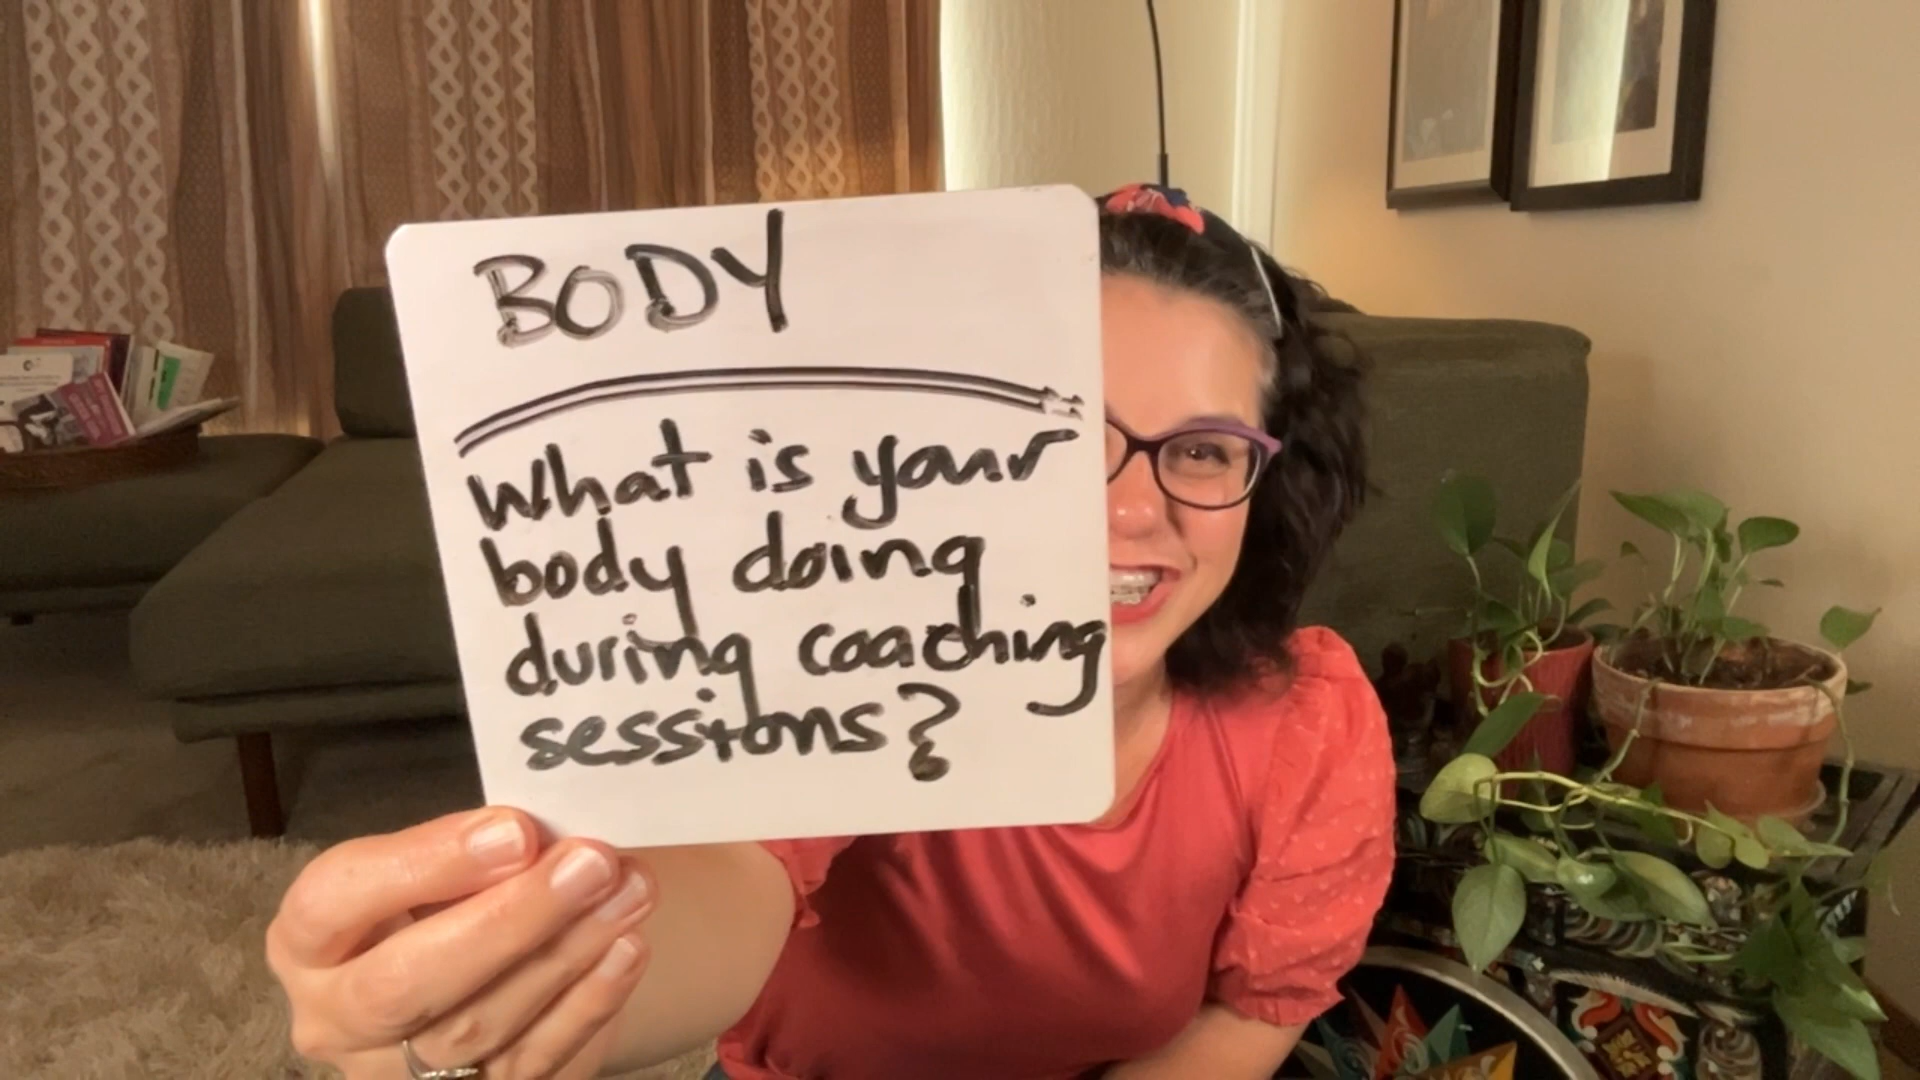 BODY
What is your
body doing
during coaching
sessions?